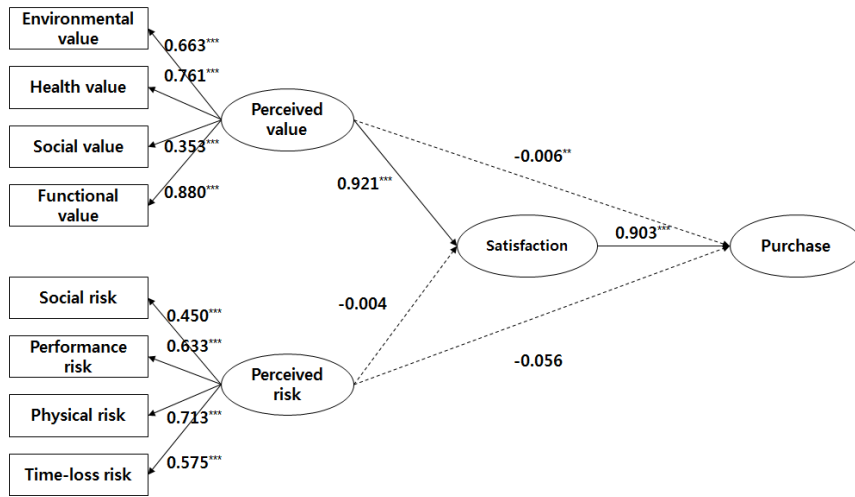 Environmental
value
0.663***
Health value
0.761***
Social value
0.353***
Functional
value
0.880***
Perceived
value
-0.006**
0.921***
Satisfaction
0.903***
Purchase
Social risk
0.450***
Performance
risk
0.633***
Physical risk
0.713***
Time-loss risk
0.575***
Perceived
risk
-0.004
-0.056